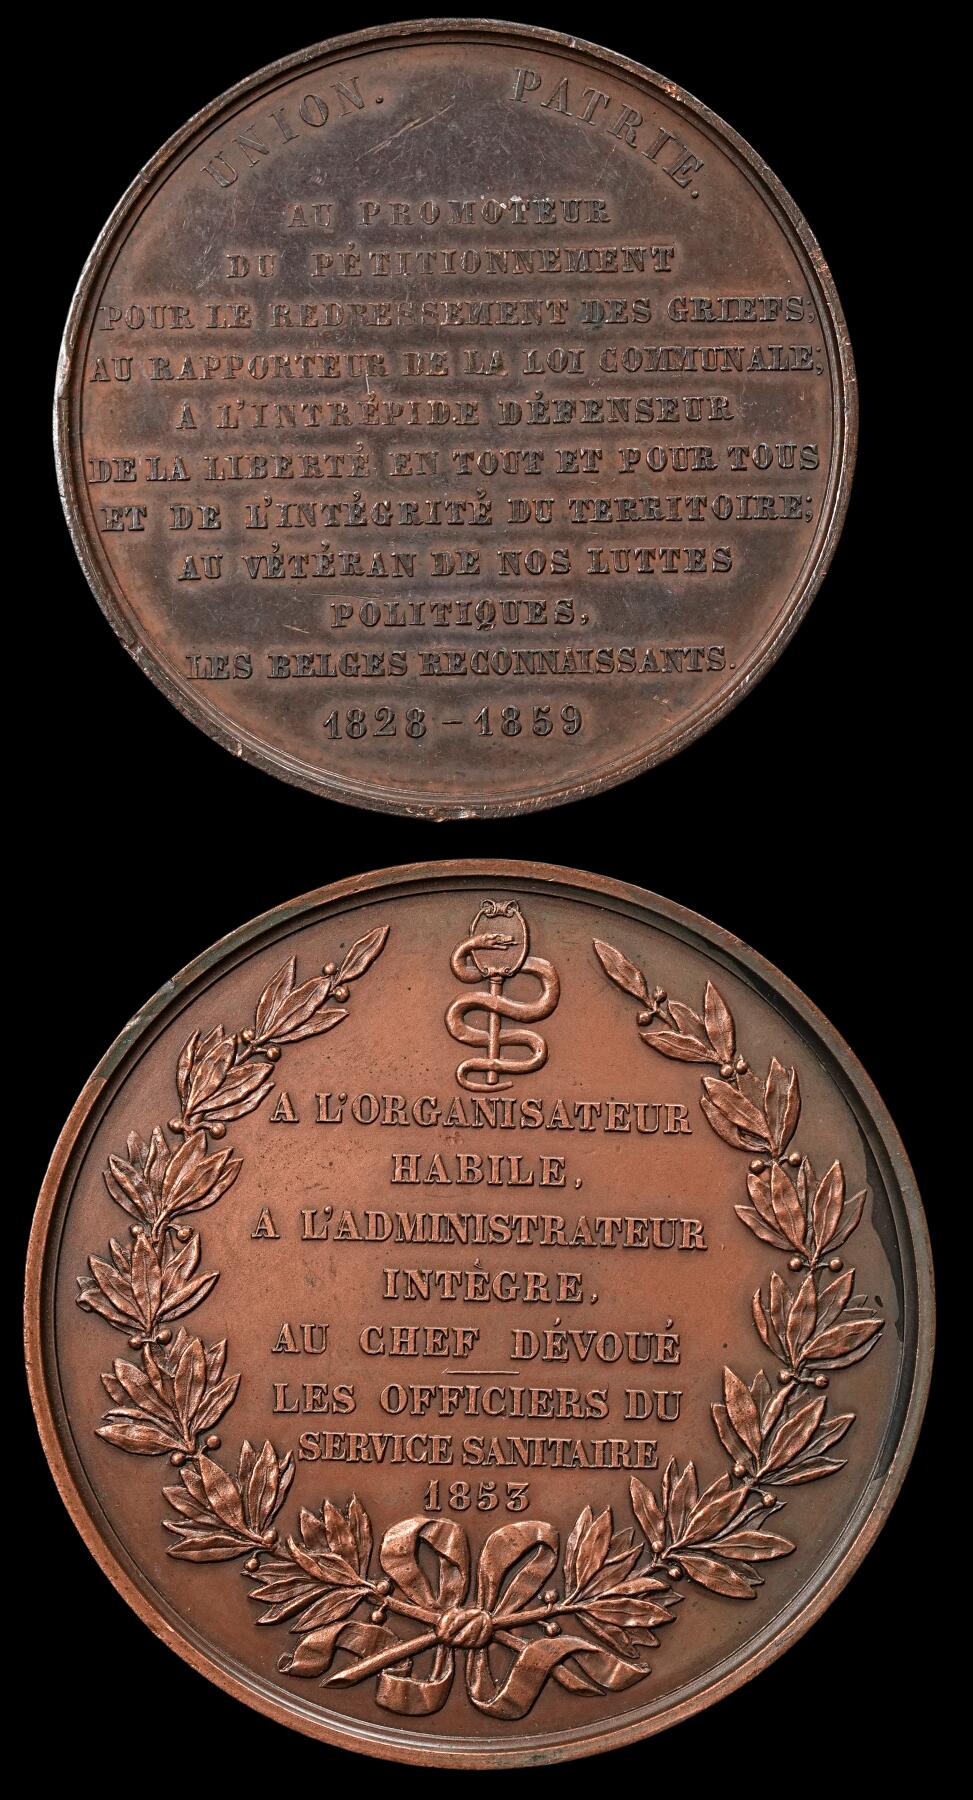 UNION. PATRIE.
AU PROMOTEUR
DU PÉTITIONNEMENT
POUR LE REDRESSEMENT DES GRIEFS;
AU RAPPORTEUR DE LA LOI COMMUNALE;
A L'INTRÉPIDE DÉFENSEUR
DE LA LIBERTÉ EN TOUT ET POUR TOUS
ET DE L'INTÉGRITÉ DU TERRITOIRE;
AU VÉTÉRAN DE NOS LUTTES
POLITIQUES,
LES BELGES RECONNAISSANTS.
1828 - 1859
A L'ORGANISATEUR
HABILE,
A L'ADMINISTRATEUR
INTÈGRE,
AU CHEF DÉVOUÉ
LES OFFICIERS DU
SERVICE SANITAIRE
1853